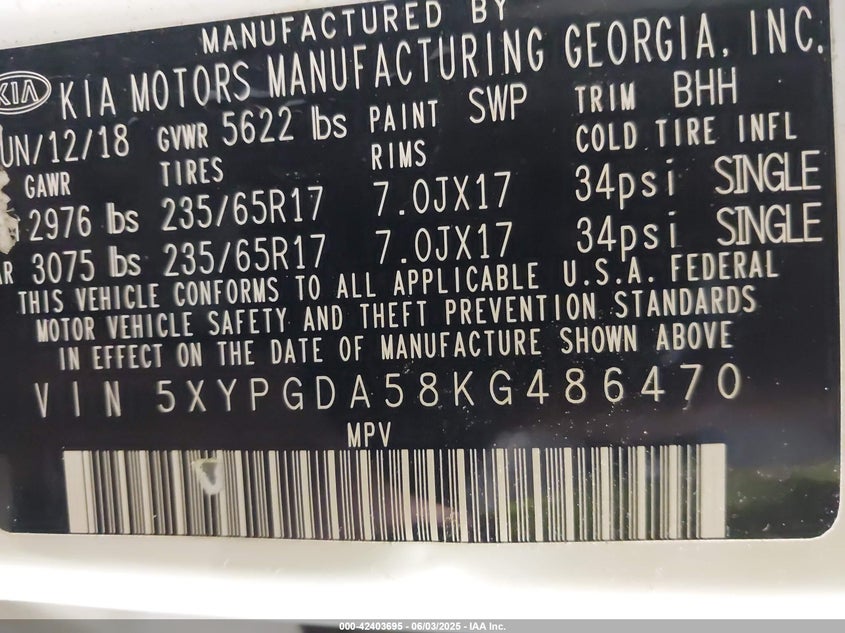 MANUFACTURED BY
KIA KIA MOTORS MANUFACTURING GEORGIA, INC.
UN/12/18 GVWR 5622 lbs PAINT SWP TRIM BHH
GAWR TIRES RIMS COLD TIRE INFL
2976 lbs 235/65R17 7.0JX17 34psi SINGLE
3075 lbs 235/65R17 7.0JX17 34psi SINGLE
THIS VEHICLE CONFORMS TO ALL APPLICABLE U.S.A. FEDERAL
MOTOR VEHICLE SAFETY AND THEFT PREVENTION STANDARDS
IN EFFECT ON THE DATE OF MANUFACTURE SHOWN ABOVE
VIN 5XYPGDA58KG486470
MPV
000-42403695 - 06/03/2025 - IAA Inc.